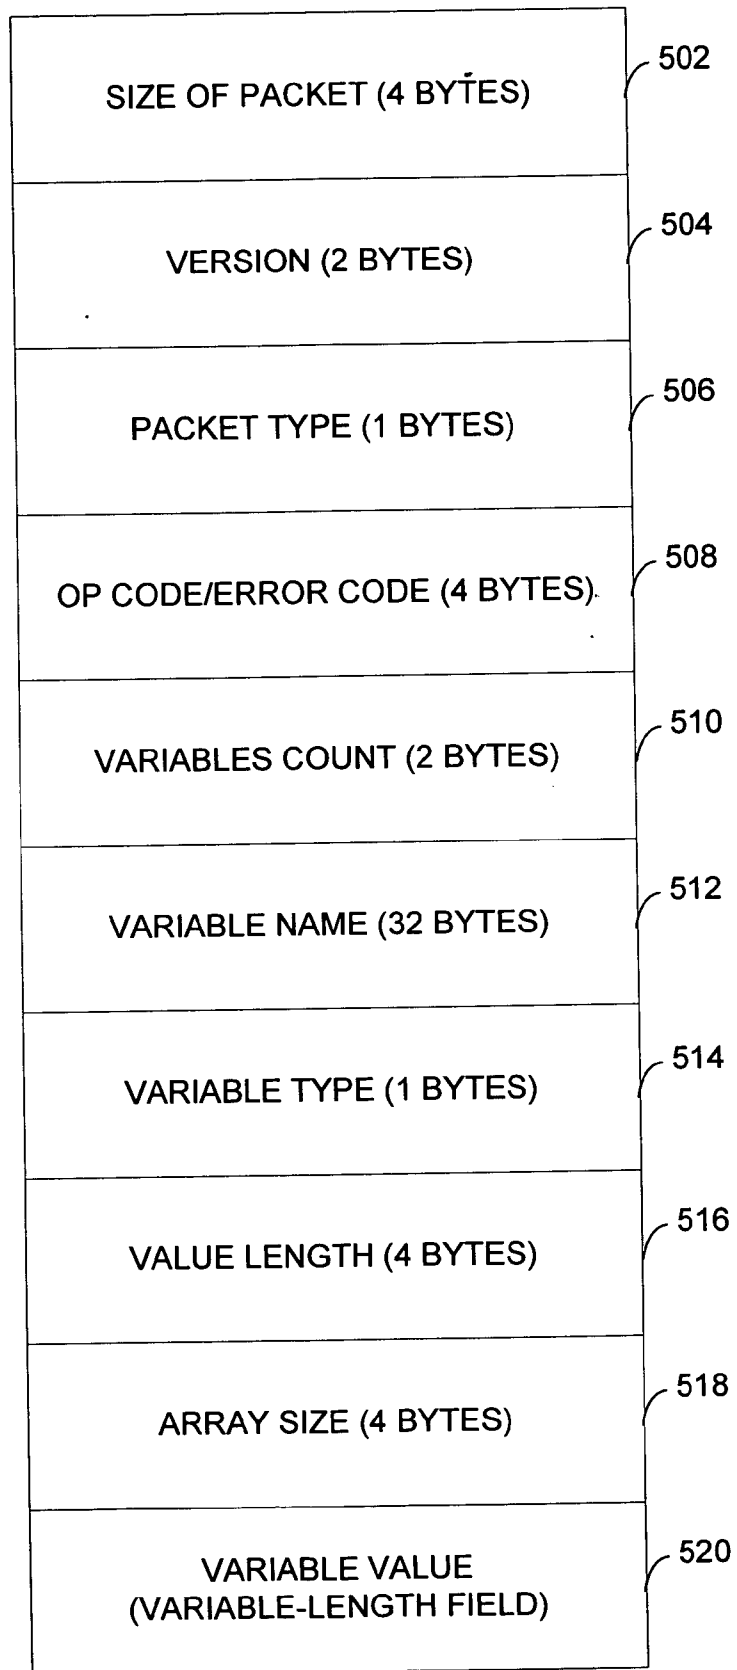 SIZE OF PACKET (4 BYTES)
502
VERSION (2 BYTES)
504
PACKET TYPE (1 BYTES)
506
OP CODE/ERROR CODE (4 BYTES)
508
VARIABLES COUNT (2 BYTES)
510
VARIABLE NAME (32 BYTES)
512
VARIABLE TYPE (1 BYTES)
514
VALUE LENGTH (4 BYTES)
516
ARRAY SIZE (4 BYTES)
518
VARIABLE VALUE
(VARIABLE-LENGTH FIELD)
520